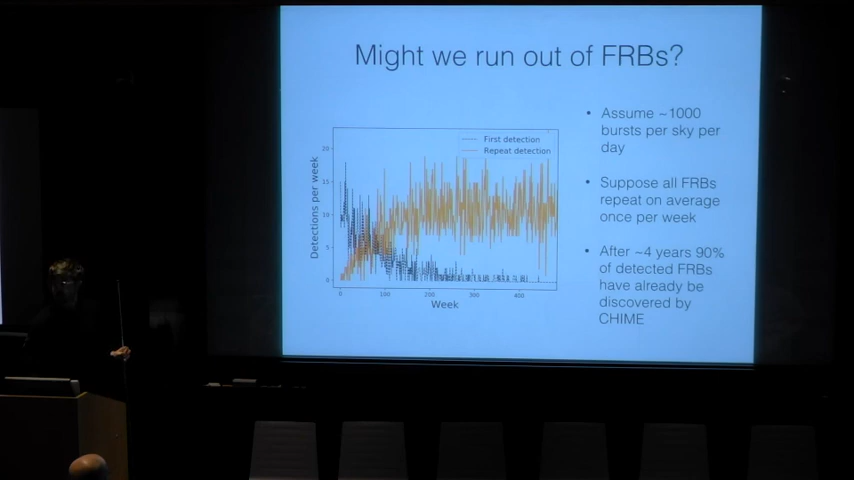 Might we run out of FRBs?
First detection
Repeat detection
Detections per week
20
15
10
5
0
0
100
200
300
400
Week
• Assume ~1000
bursts per sky per
day
• Suppose all FRBs
repeat on average
once per week
• After ~4 years 90%
of detected FRBs
have already be
discovered by
CHIME